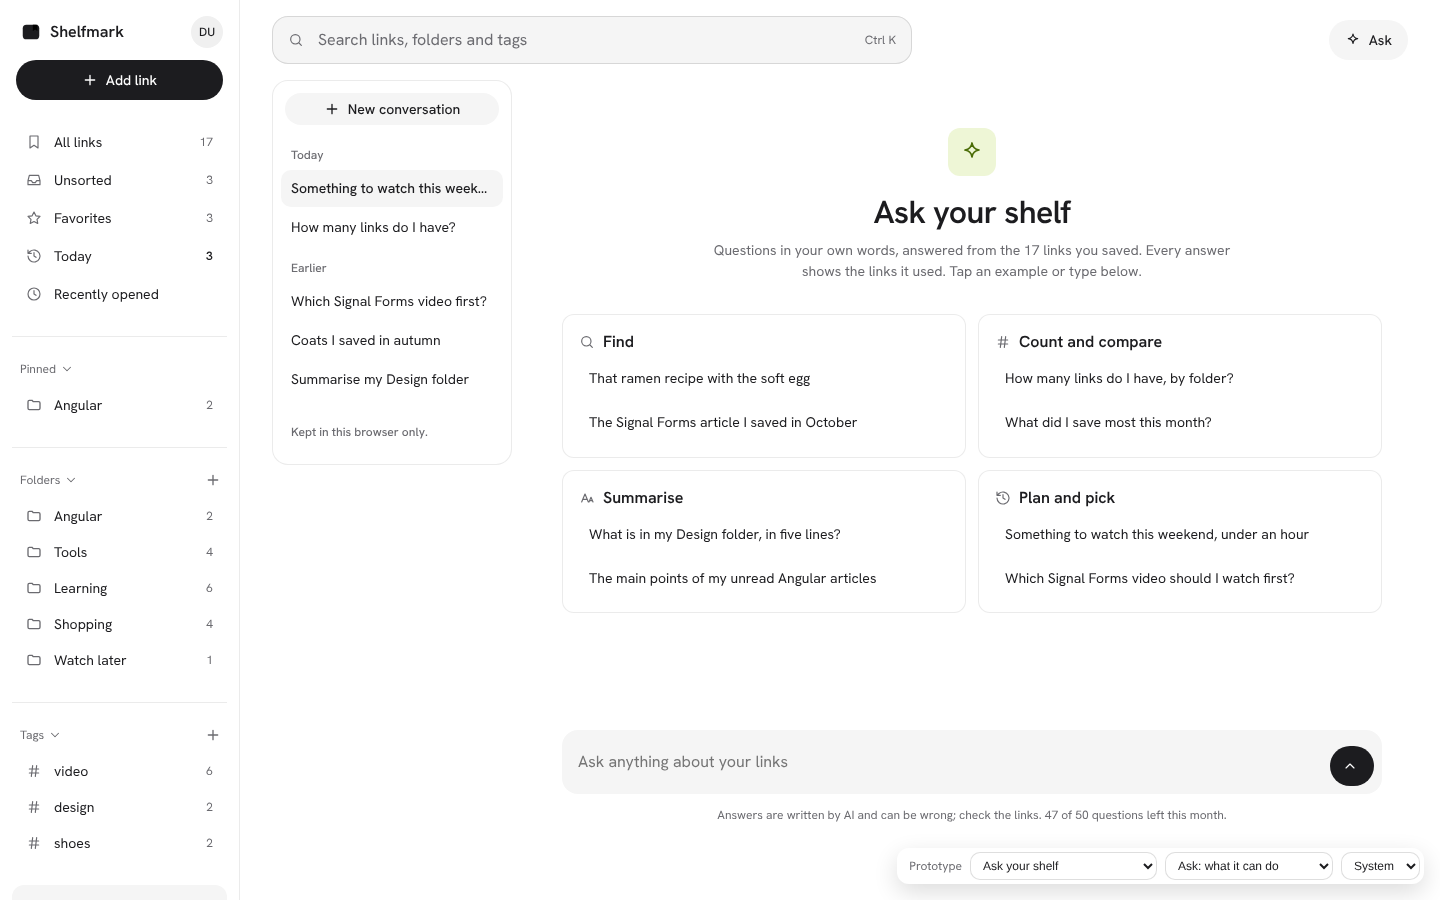 Shelfmark
DU
Add link
All links 17
Unsorted 3
Favorites 3
Today 3
Recently opened
Pinned
Angular 2
Folders
Angular 2
Tools 4
Learning 6
Shopping 4
Watch later 1
Tags
# video 6
# design 2
# shoes 2
Search links, folders and tags Ctrl K
Ask
New conversation
Today
Something to watch this week...
How many links do I have?
Earlier
Which Signal Forms video first?
Coats I saved in autumn
Summarise my Design folder
Kept in this browser only.
Ask your shelf
Questions in your own words, answered from the 17 links you saved. Every answer
shows the links it used. Tap an example or type below.
Find
That ramen recipe with the soft egg
The Signal Forms article I saved in October
# Count and compare
How many links do I have, by folder?
What did I save most this month?
AA Summarise
What is in my Design folder, in five lines?
The main points of my unread Angular articles
Plan and pick
Something to watch this weekend, under an hour
Which Signal Forms video should I watch first?
Ask anything about your links
Answers are written by AI and can be wrong; check the links. 47 of 50 questions left this month.
Prototype Ask your shelf Ask: what it can do System